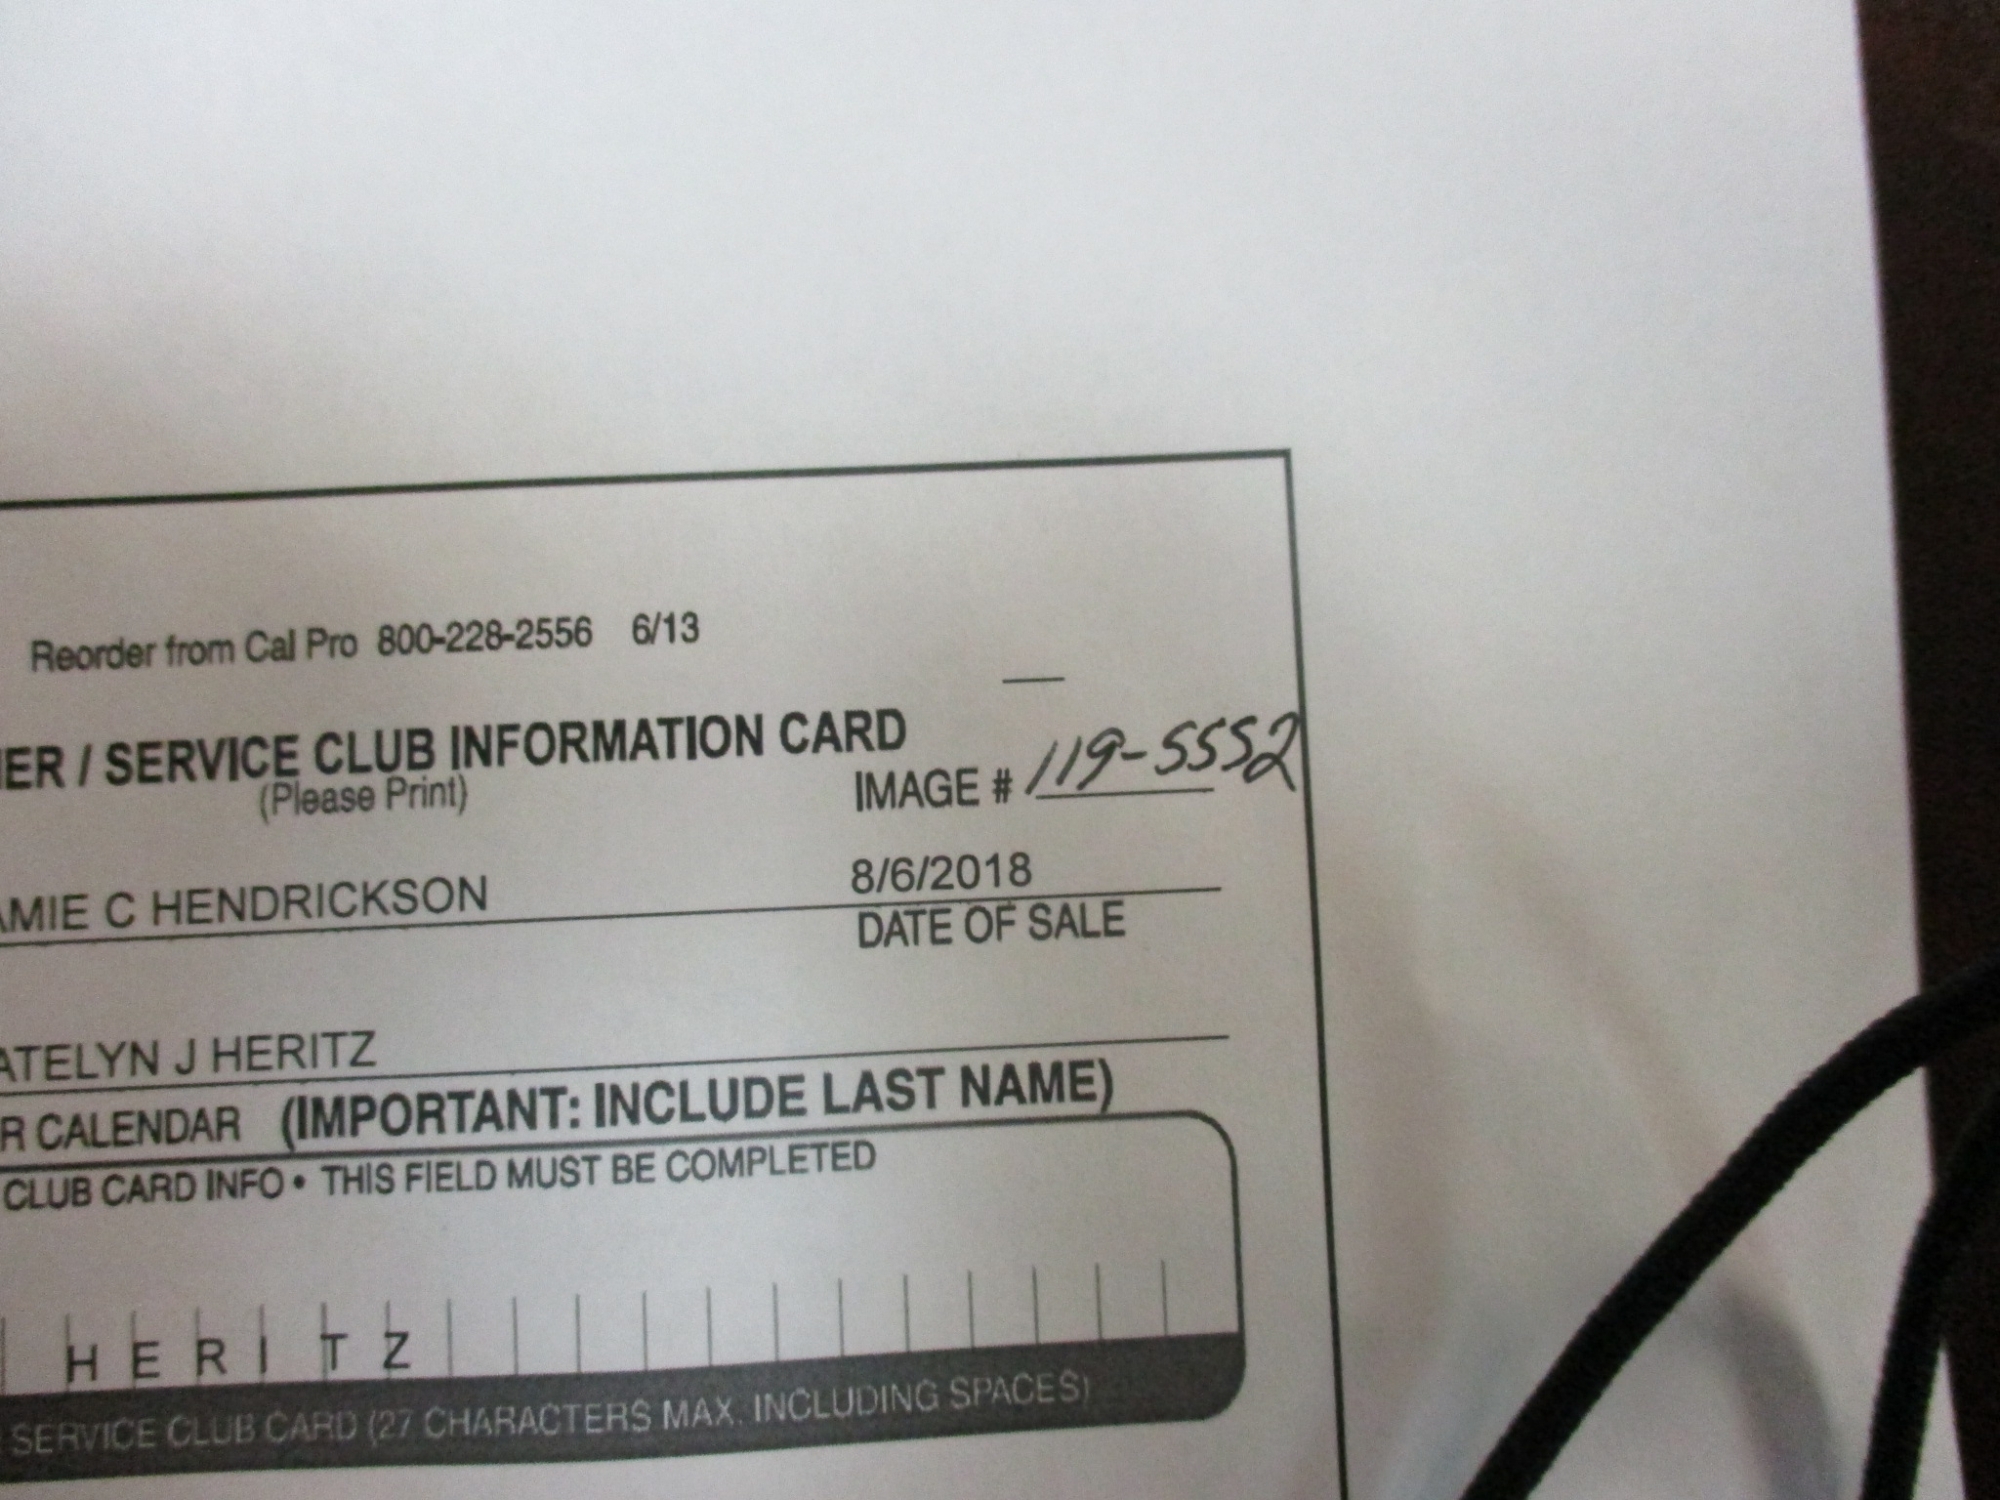 Reorder from Cal Pro 800-228-2556 6/13
ER / SERVICE CLUB INFORMATION CARD
(Please Print)
IMAGE # 119-5552
AMIE C HENDRICKSON 8/6/2018
DATE OF SALE
ATELYN J HERITZ
R CALENDAR (IMPORTANT: INCLUDE LAST NAME)
CLUB CARD INFO • THIS FIELD MUST BE COMPLETED
H E R I T Z
SERVICE CLUB CARD (27 CHARACTERS MAX. INCLUDING SPACES)